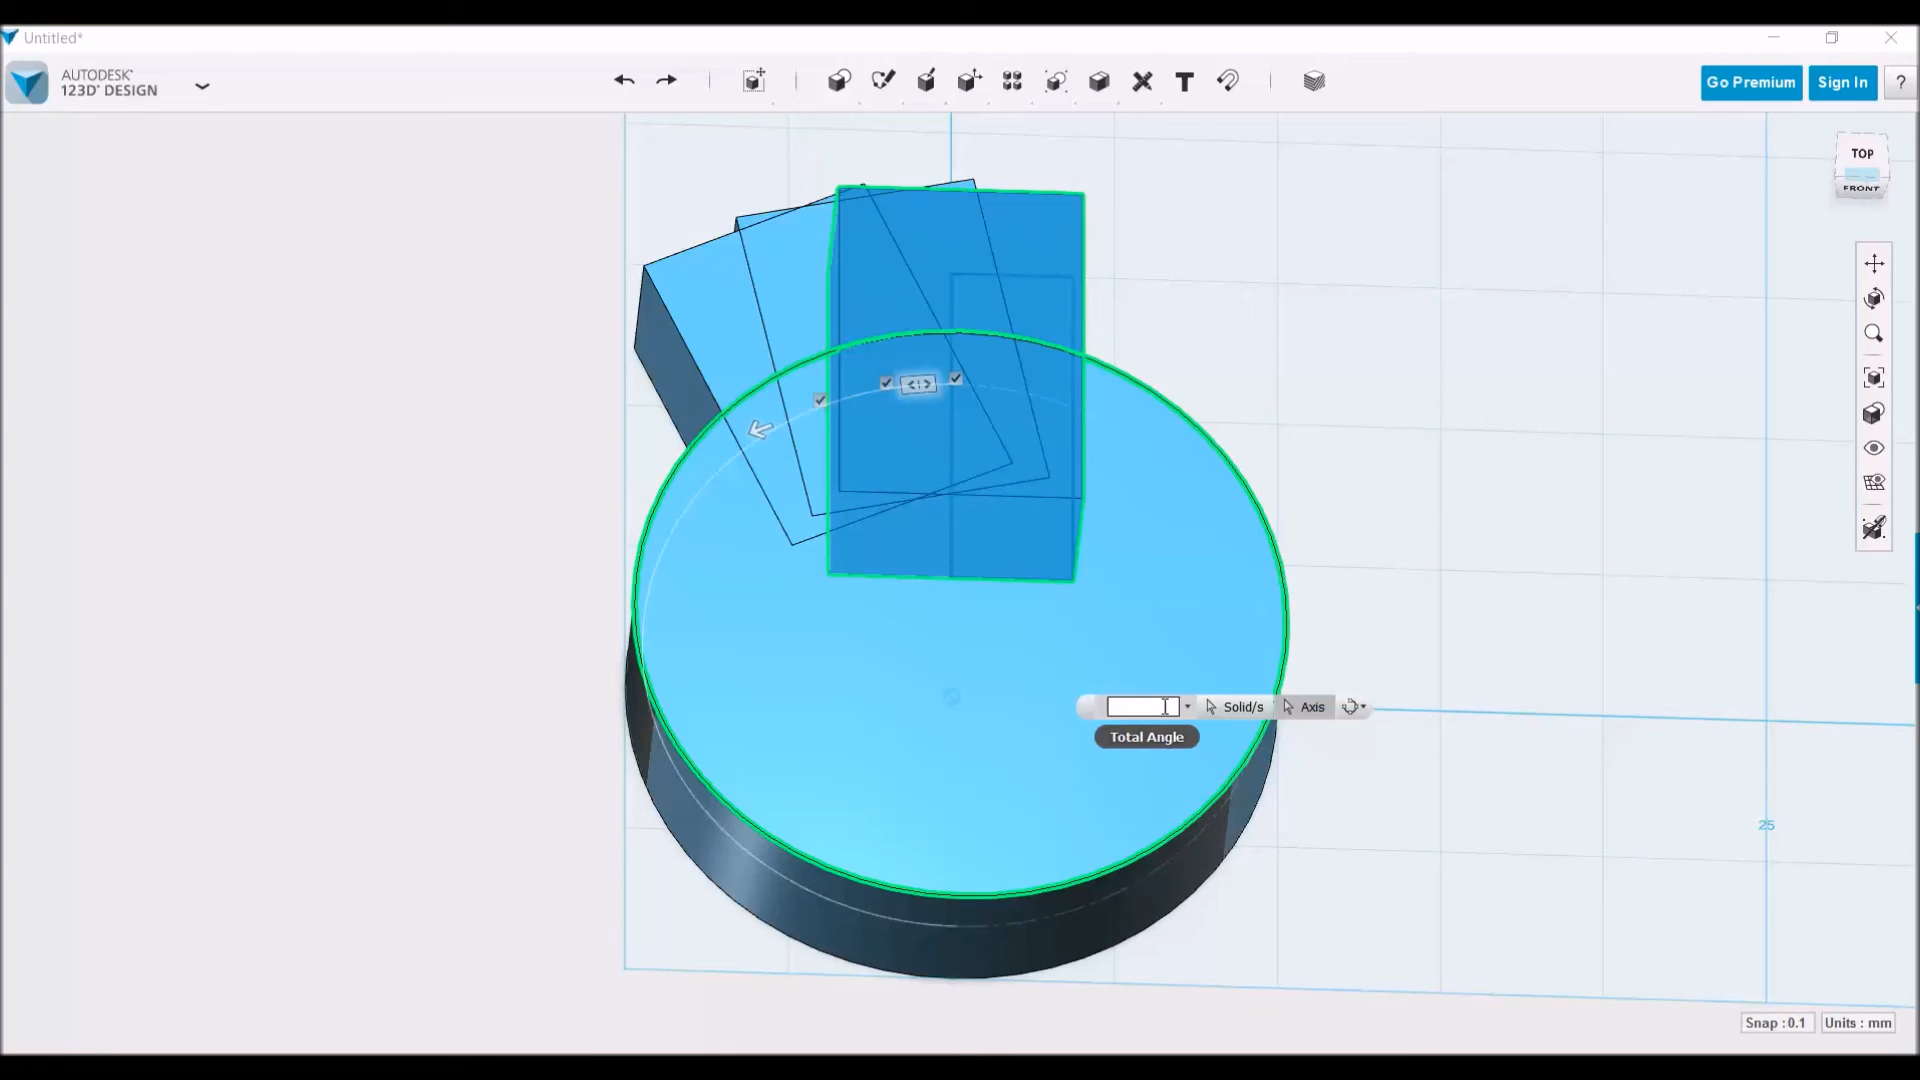 Untitled*
AUTODESK®
123D® DESIGN
T
Go Premium
Sign In
?
TOP
FRONT
Solid/s
Axis
Total Angle
25
Snap :0.1
Units : mm